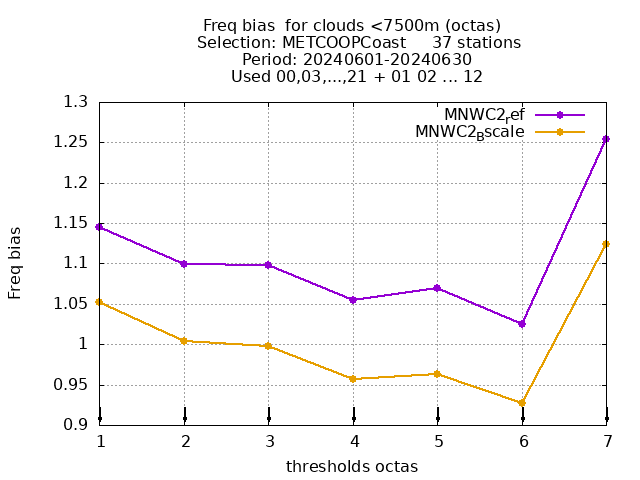 Freq bias  for clouds <7500m (octas)
Selection: METCOOPCoast     37 stations
Period: 20240601-20240630
Used 00,03,...,21 + 01 02 ... 12
MNWC2ref
MNWC2Bscale
1.3
1.25
1.2
1.15
1.1
1.05
1
0.95
0.9
Freq bias
1 2 3 4 5 6 7
thresholds octas